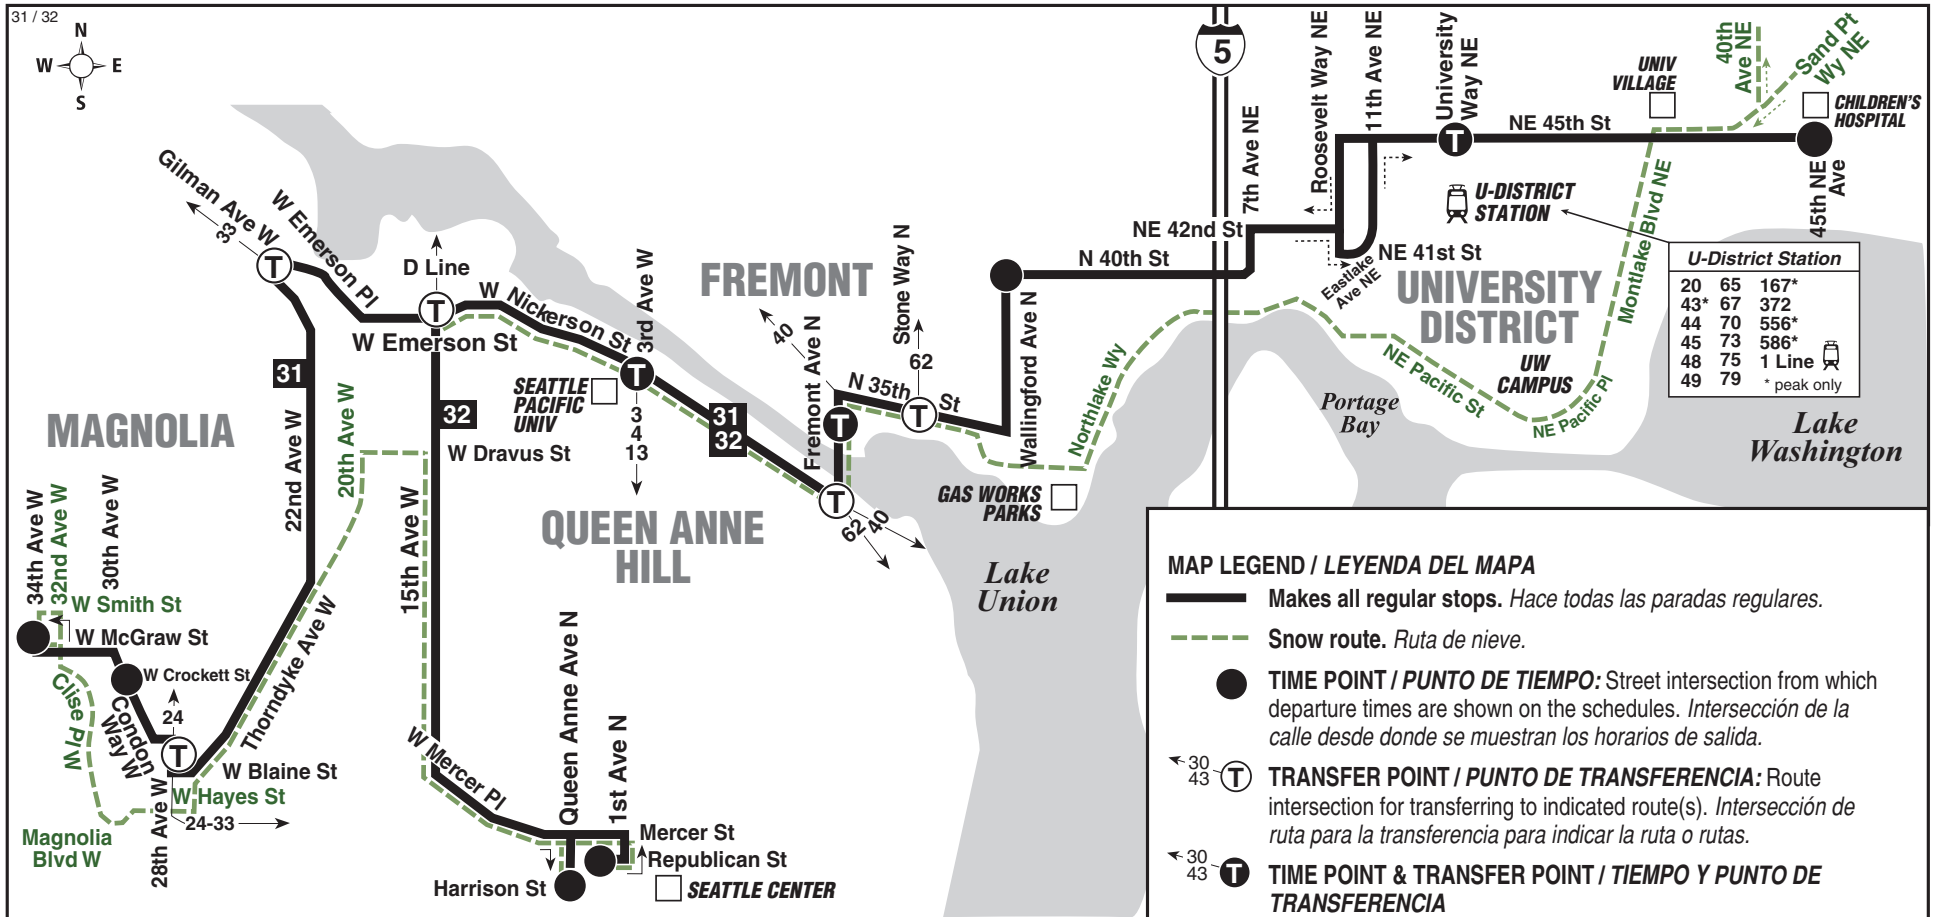 31 / 32
N
W
E
S
5
Roosevelt Way NE
11th Ave NE
University
Way NE
UNIV
VILLAGE
40th
Ave NE
Sand Pt
Wy NE
CHILDREN'S
HOSPITAL
NE 45th St
7th Ave NE
45th NE
Ave
U-DISTRICT
STATION
Montlake Blvd NE
NE 42nd St
NE 41st St
Eastlake
Ave NE
N 40th St
UNIVERSITY
DISTRICT
UW
CAMPUS
U-District Station
20 65 167*
43* 67 372
44 70 556*
45 73 586*
48 75 1 Line
49 79 * peak only
Gilman Ave W
33
T
W Emerson Pl
D Line
T
W Nickerson St
W Emerson St
3rd Ave W
T
SEATTLE
PACIFIC
UNIV
3
4
13
FREMONT
40
Fremont Ave N
Stone Way N
62
N 35th St
T
T
T
62
40
Wallingford Ave N
Northlake Wy
NE Pacific St
NE Pacific Pl
Portage
Bay
Lake
Washington
GAS WORKS
PARKS
Lake
Union
31
32
31
32
MAGNOLIA
22nd Ave W
20th Ave W
W Dravus St
15th Ave W
QUEEN ANNE
HILL
34th Ave W
32nd Ave W
30th Ave W
W Smith St
W McGraw St
W Crockett St
24
T
Clise Pl W
Condon
Way W
Thorndyke Ave W
W Blaine St
W Hayes St
24-33
Magnolia
Blvd W
28th Ave W
W Mercer Pl
Queen Anne Ave N
1st Ave N
Mercer St
Republican St
Harrison St
SEATTLE CENTER
T
MAP LEGEND / LEYENDA DEL MAPA
Makes all regular stops. Hace todas las paradas regulares.
Snow route. Ruta de nieve.
TIME POINT / PUNTO DE TIEMPO: Street intersection from which
departure times are shown on the schedules. Intersección de la
calle desde donde se muestran los horarios de salida.
30
43
T
TRANSFER POINT / PUNTO DE TRANSFERENCIA: Route
intersection for transferring to indicated route(s). Intersección de
ruta para la transferencia para indicar la ruta o rutas.
30
43
T
TIME POINT & TRANSFER POINT / TIEMPO Y PUNTO DE
TRANSFERENCIA